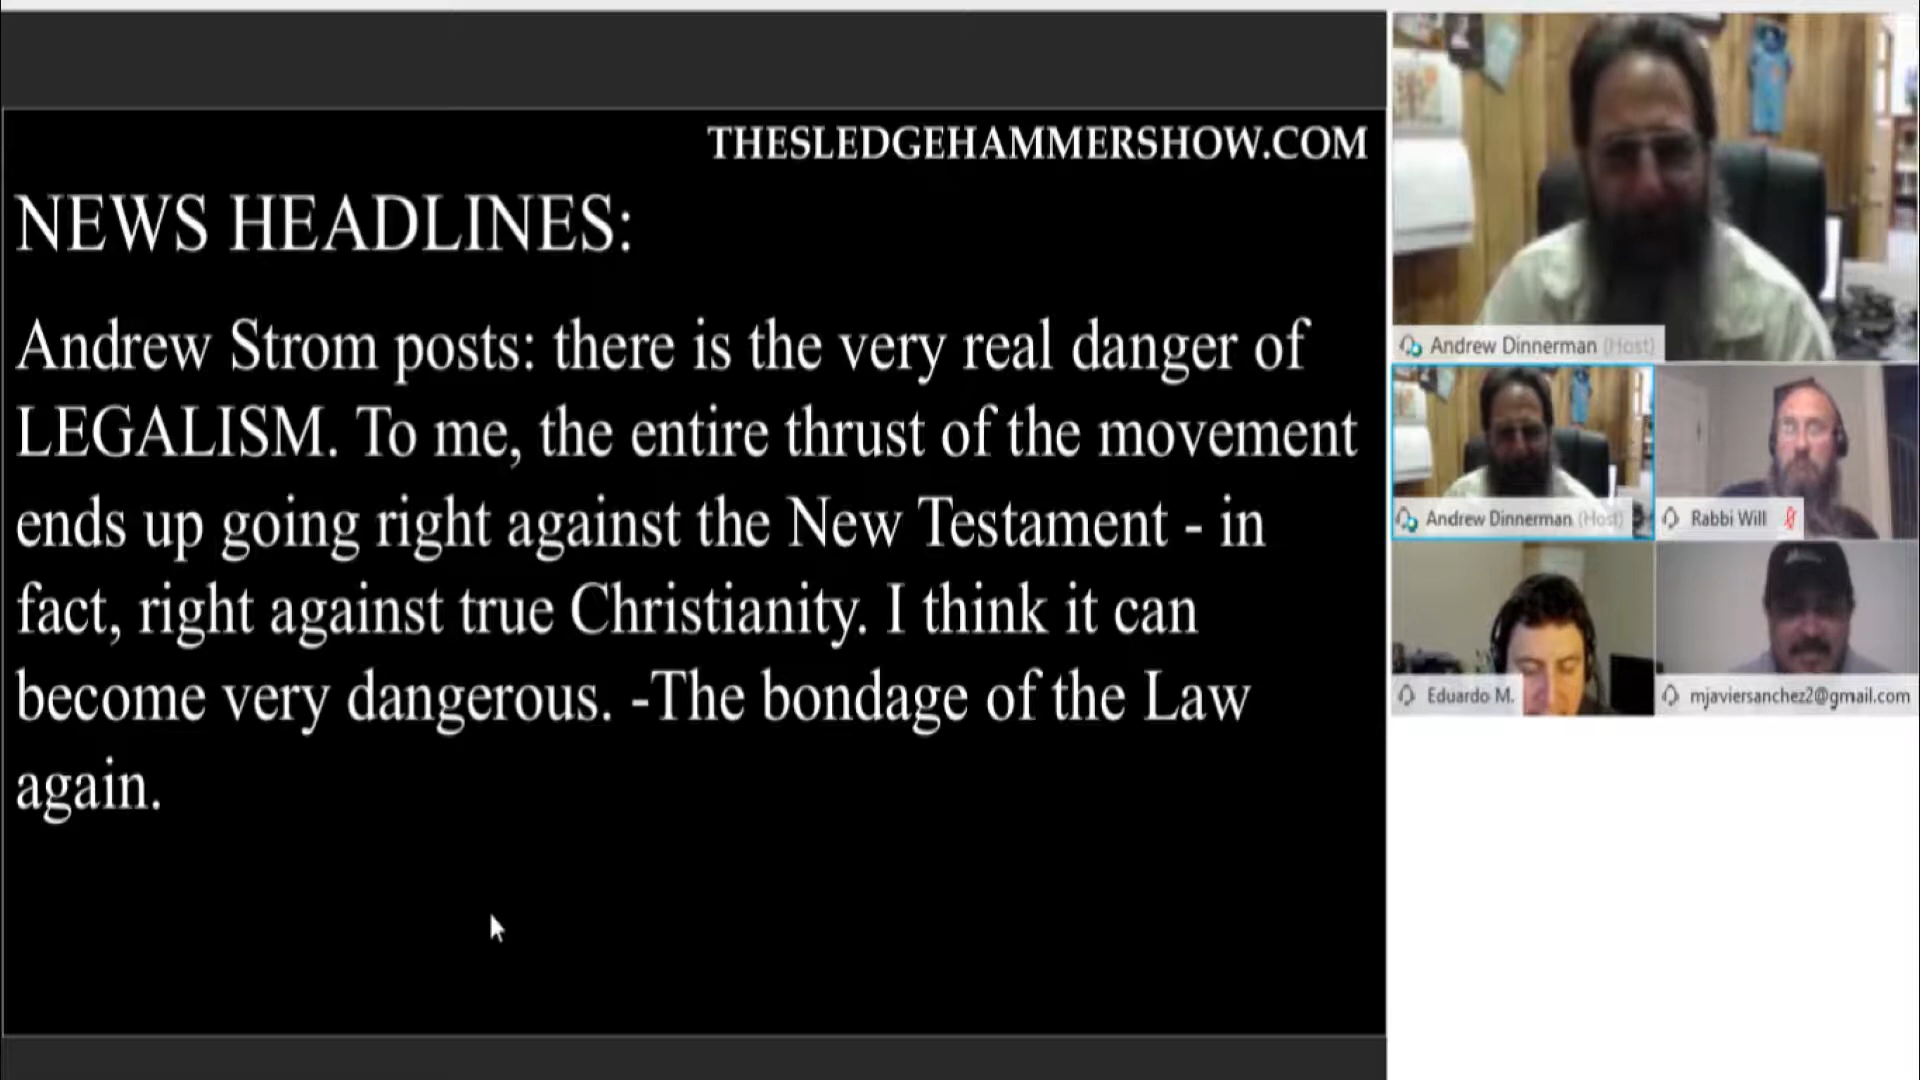 THESLEDGEHAMMERSHOW.COM
NEWS HEADLINES:
Andrew Strom posts: there is the very real danger of
LEGALISM. To me, the entire thrust of the movement
ends up going right against the New Testament - in
fact, right against true Christianity. I think it can
become very dangerous. -The bondage of the Law
again.
Andrew Dinnerman (Host)
Andrew Dinnerman (Host)
Rabbi Will
Eduardo M.
mjaviersanchez2@gmail.com